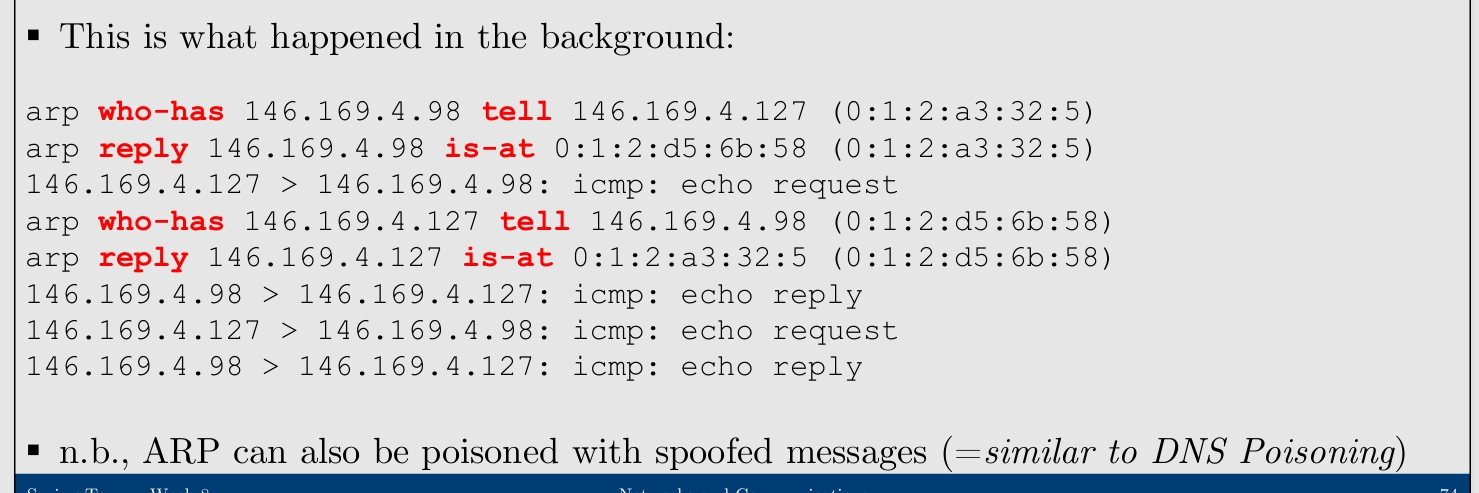 ▪ This is what happened in the background:
arp who-has 146.169.4.98 tell 146.169.4.127 (0:1:2:a3:32:5)
arp reply 146.169.4.98 is-at 0:1:2:d5:6b:58 (0:1:2:a3:32:5)
146.169.4.127 > 146.169.4.98: icmp: echo request
arp who-has 146.169.4.127 tell 146.169.4.98 (0:1:2:d5:6b:58)
arp reply 146.169.4.127 is-at 0:1:2:a3:32:5 (0:1:2:d5:6b:58)
146.169.4.98 > 146.169.4.127: icmp: echo reply
146.169.4.127 > 146.169.4.98: icmp: echo request
146.169.4.98 > 146.169.4.127: icmp: echo reply
▪ n.b., ARP can also be poisoned with spoofed messages (=similar to DNS Poisoning)